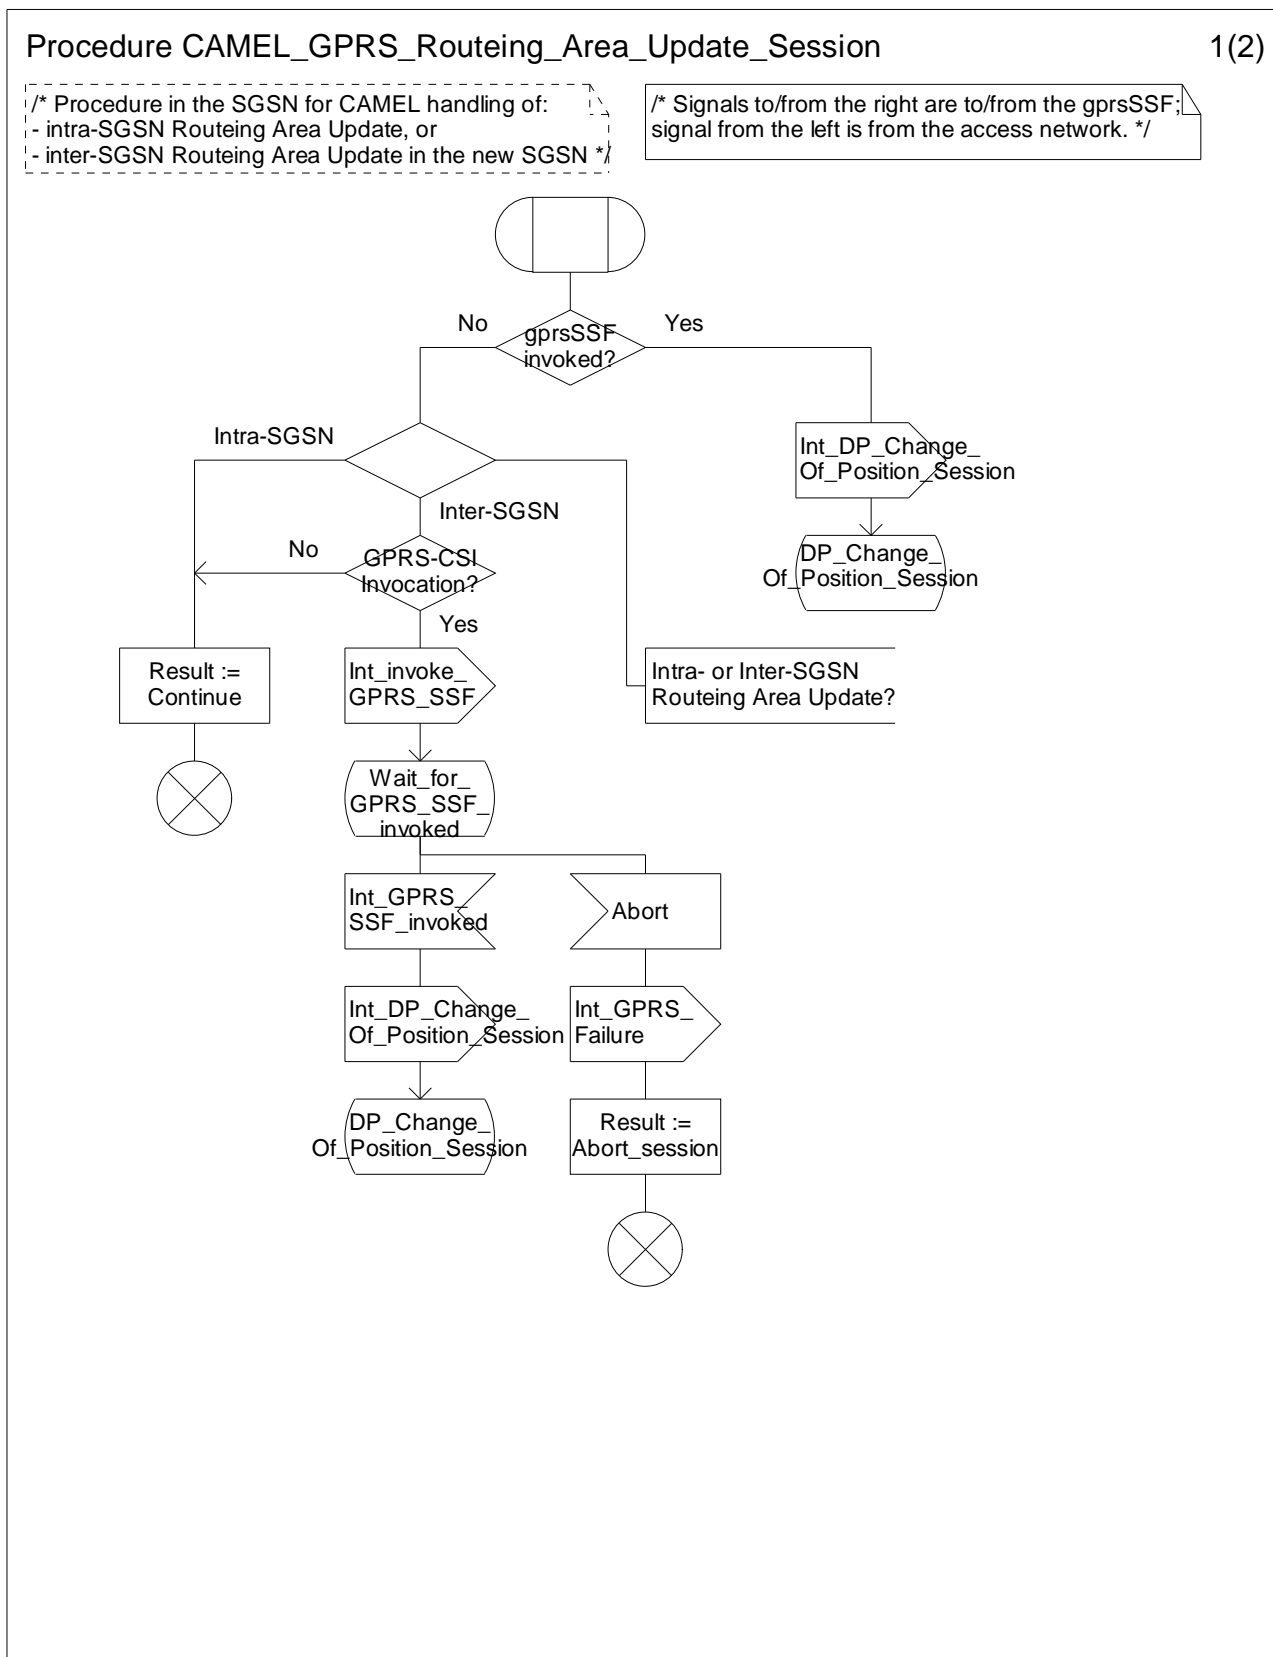 Procedure CAMEL_GPRS_Routeing_Area_Update_Session
1(2)
/* Procedure in the SGSN for CAMEL handling of:
- intra-SGSN Routeing Area Update, or
- inter-SGSN Routeing Area Update in the new SGSN */
/* Signals to/from the right are to/from the gprsSSF;
signal from the left is from the access network. */
No
gprsSSF
invoked?
Yes
Intra-SGSN
Int_DP_Change_
Of_Position_Session
Inter-SGSN
No
GPRS-CSI
Invocation?
DP_Change_
Of_Position_Session
Yes
Result :=
Continue
Int_invoke_
GPRS_SSF
Intra- or Inter-SGSN
Routeing Area Update?
Wait_for_
GPRS_SSF_
invoked
Int_GPRS_
SSF_invoked
Abort
Int_DP_Change_
Of_Position_Session
Int_GPRS_
Failure
DP_Change_
Of_Position_Session
Result :=
Abort_session